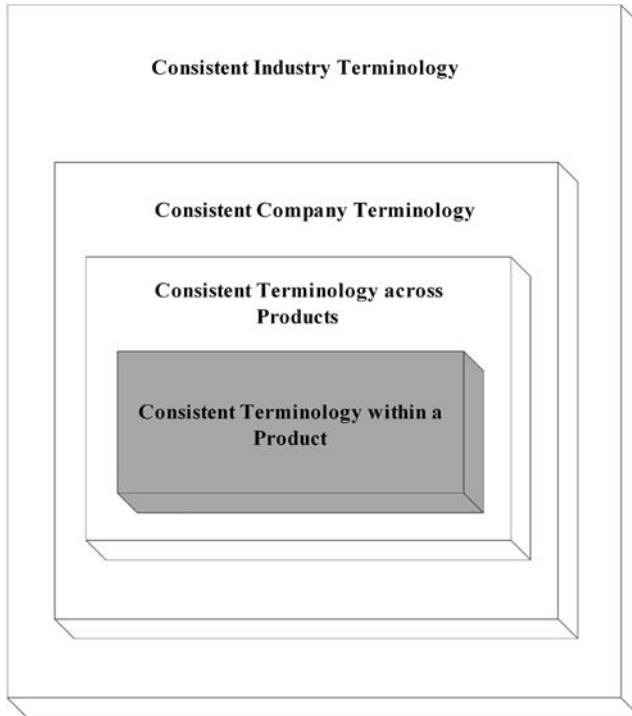 Consistent Industry Terminology
Consistent Company Terminology
Consistent Terminology across
Products
Consistent Terminology within a
Product